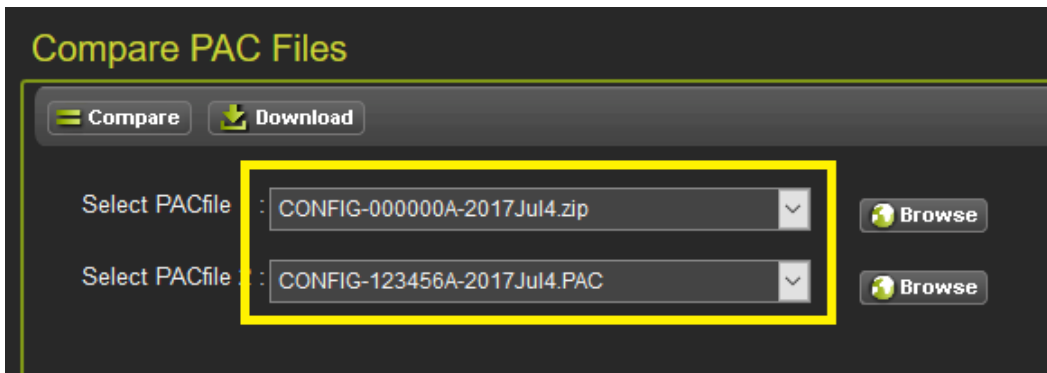 Compare PAC Files
Compare Download
Select PACfile : CONFIG-000000A-2017Jul4.zip Browse
Select PACfile 2 : CONFIG-123456A-2017Jul4.PAC Browse